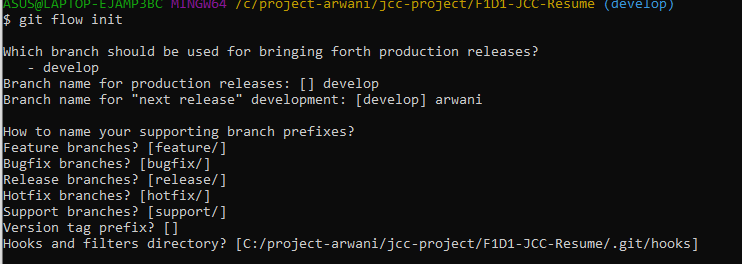 ASUS@LAPTOP-EJAMP3BC MINGW64 /c/project-arwani/jcc-project/F1D1-JCC-Resume (develop)
$ git flow init
Which branch should be used for bringing forth production releases?
   - develop
Branch name for production releases: [] develop
Branch name for "next release" development: [develop] arwani
How to name your supporting branch prefixes?
Feature branches? [feature/]
Bugfix branches? [bugfix/]
Release branches? [release/]
Hotfix branches? [hotfix/]
Support branches? [support/]
Version tag prefix? []
Hooks and filters directory? [C:/project-arwani/jcc-project/F1D1-JCC-Resume/.git/hooks]